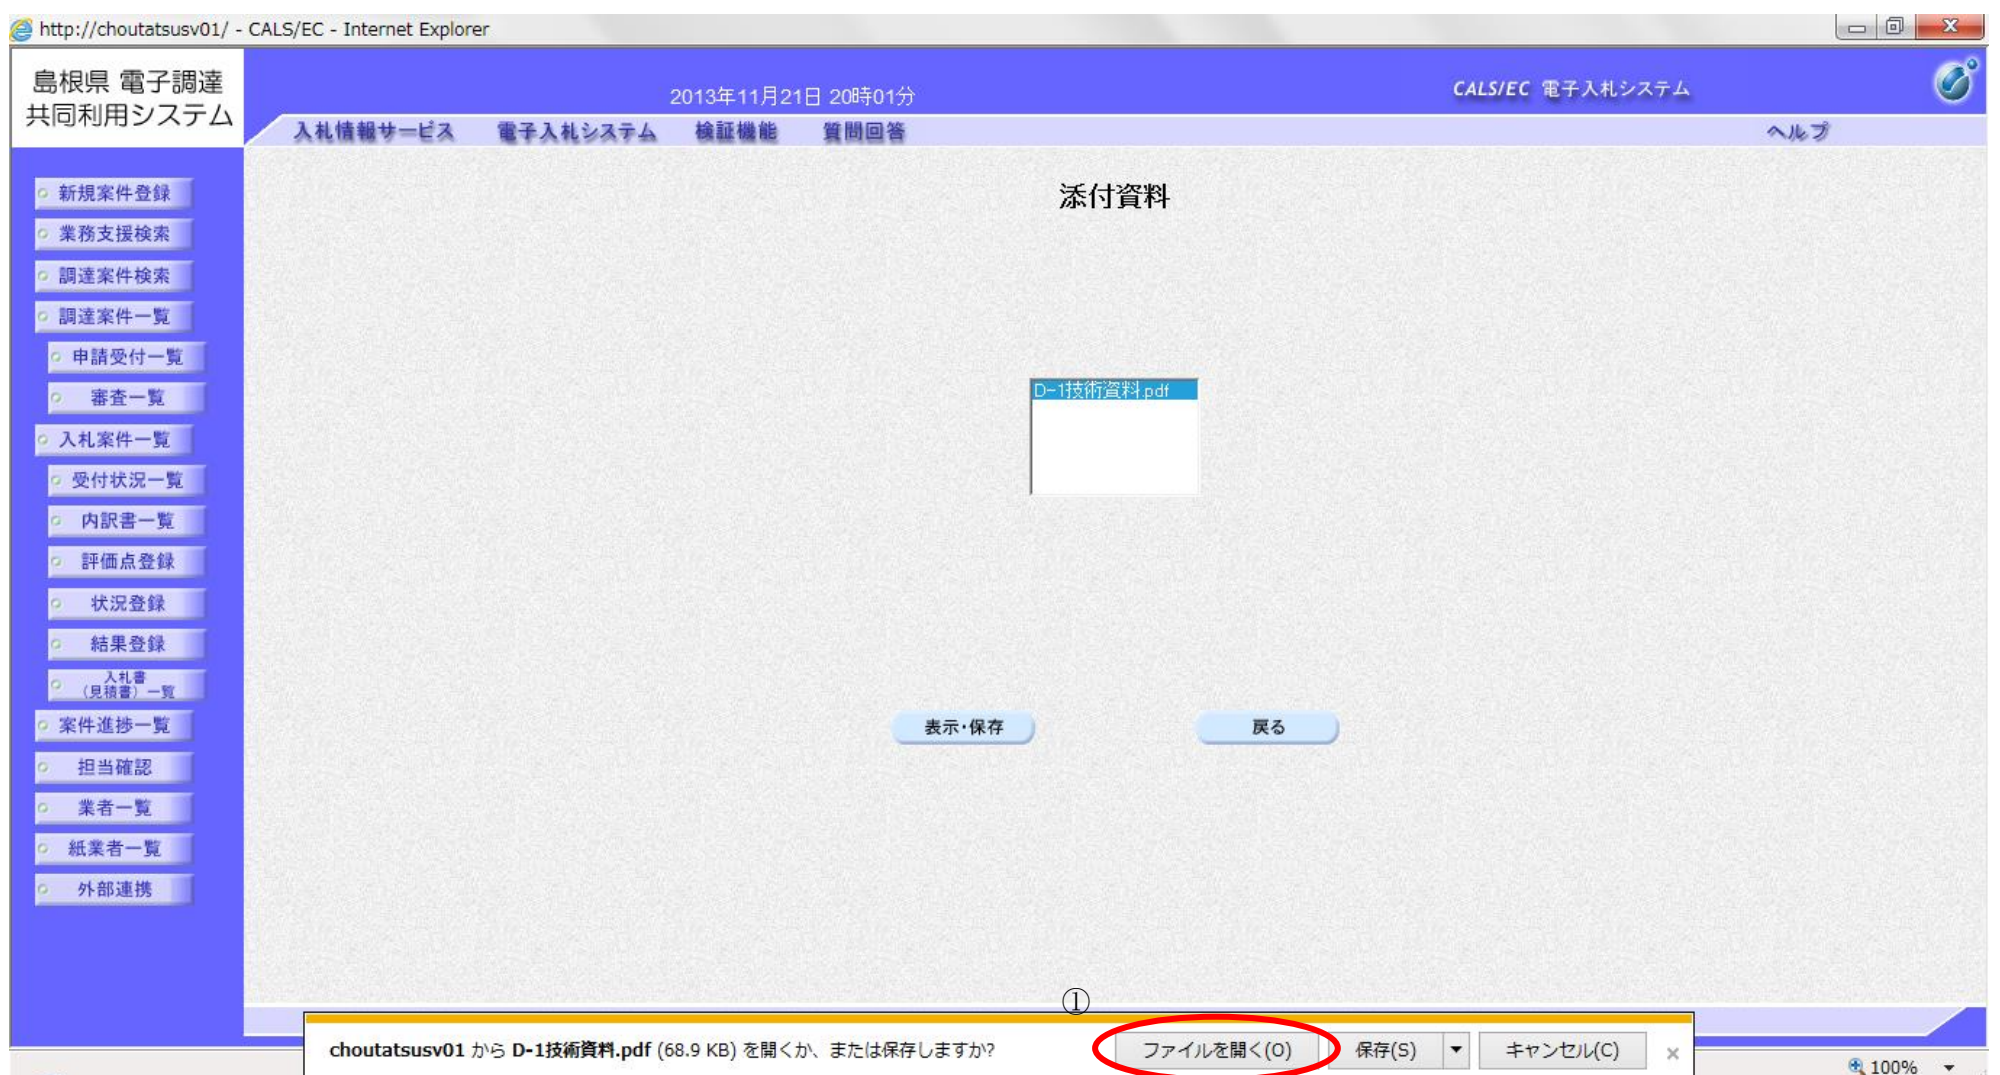 http://choutatsusv01/ - CALS/EC - Internet Explorer
島根県 電子調達
共同利用システム
2013年11月21日 20時01分
CALS/EC 電子入札システム
入札情報サービス 電子入札システム 検証機能 質問回答 ヘルプ
新規案件登録
業務支援検索
調達案件検索
調達案件一覧
申請受付一覧
審査一覧
入札案件一覧
受付状況一覧
内訳書一覧
評価点登録
状況登録
結果登録
入札書
（見積書）一覧
案件進捗一覧
担当確認
業者一覧
紙業者一覧
外部連携
添付資料
D-1技術資料.pdf
表示・保存 戻る
①
choutatsusv01 から D-1技術資料.pdf (68.9 KB) を開くか、または保存しますか?
ファイルを開く(O) 保存(S) キャンセル(C)
100%